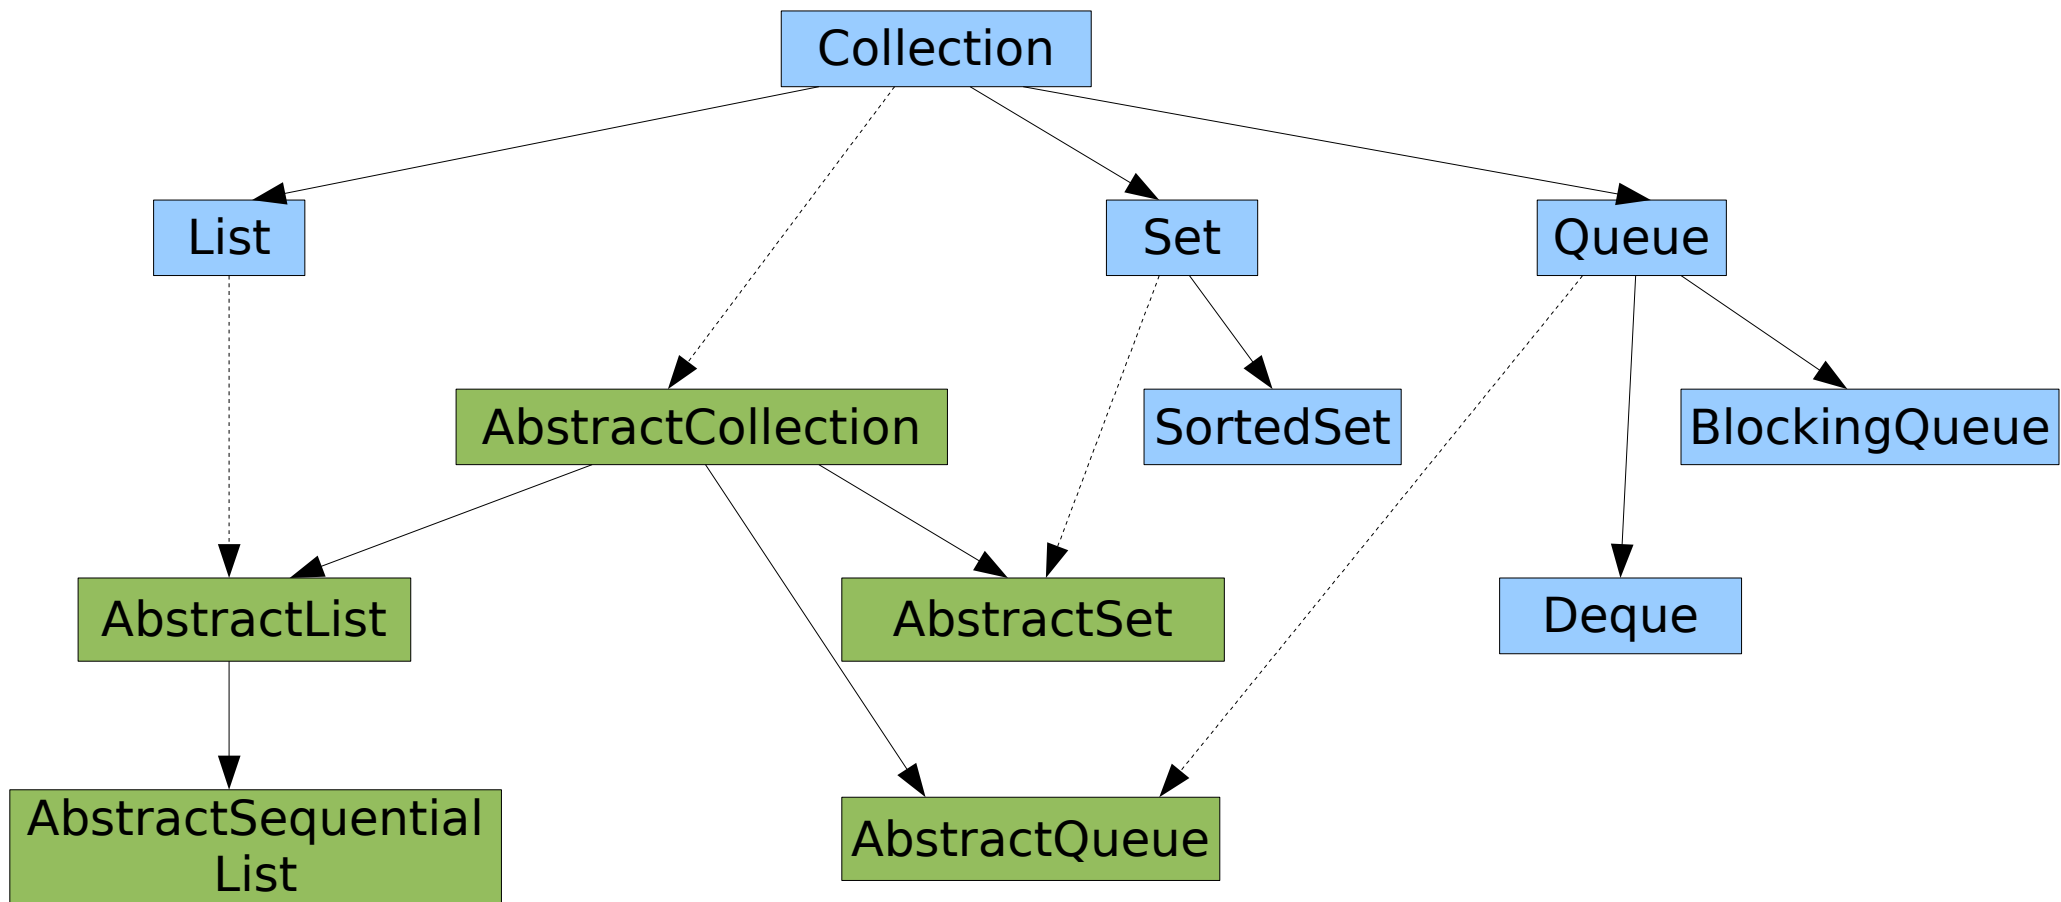 Collection
List
Set
Queue
AbstractCollection
SortedSet
BlockingQueue
AbstractList
AbstractSet
Deque
AbstractSequential
List
AbstractQueue